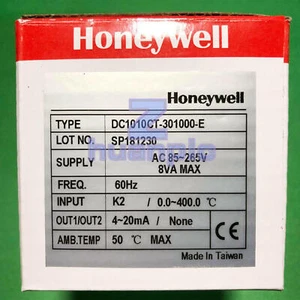 Honeywell
Honeywell
TYPE DC1010CT-301000-E
LOT NO. SP181230
SUPPLY AC 85~265V
8VA MAX
FREQ. 60Hz
INPUT K2 / 0.0~400.0 ℃
OUT1/OUT2 4~20mA / None
AMB.TEMP 50 ℃ MAX
CE
Made In Taiwan